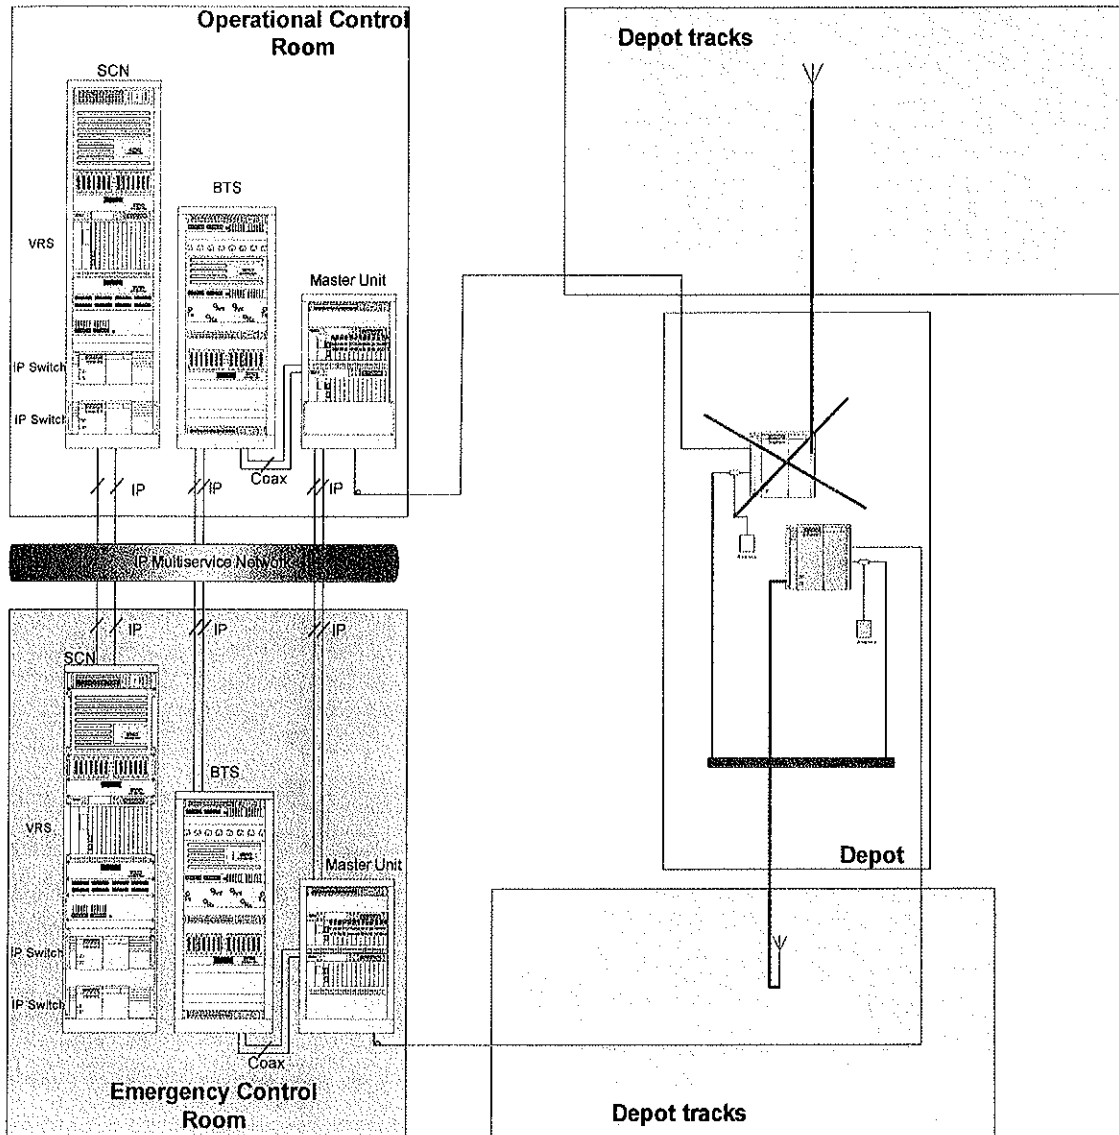 Operational Control
Room
SCN
BTS
VRS
Master Unit
IP Switch
IP Switch
Coax
IP
IP
IP
IP Multiservice Network
IP
IP
IP
SCN
BTS
VRS
Master Unit
IP Switch
IP Switch
Coax
Emergency Control
Room
Depot tracks
Depot
Depot tracks